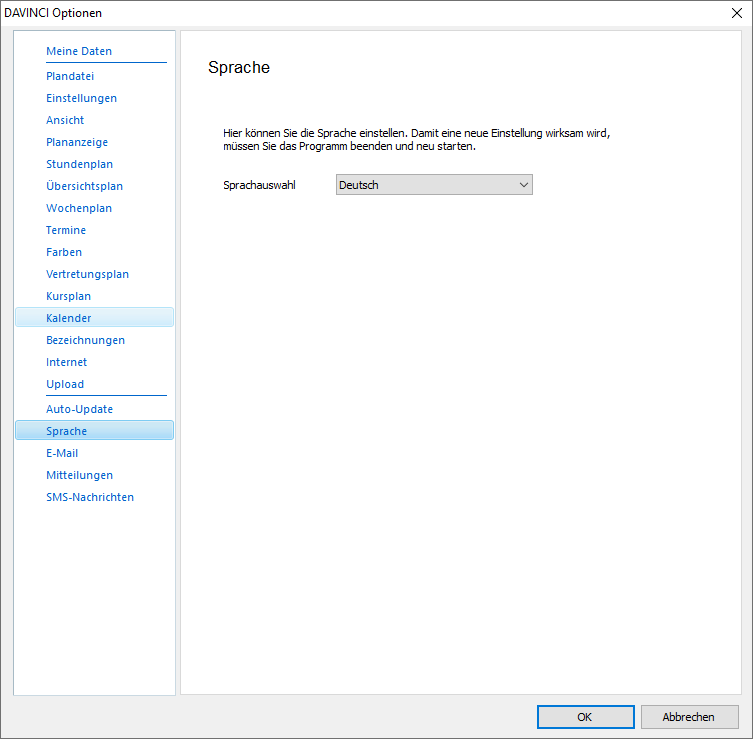 DAVINCI Optionen
Meine Daten
Plandatei
Einstellungen
Ansicht
Plananzeige
Stundenplan
Übersichtsplan
Wochenplan
Termine
Farben
Vertretungsplan
Kursplan
Kalender
Bezeichnungen
Internet
Upload
Auto-Update
Sprache
E-Mail
Mitteilungen
SMS-Nachrichten
Sprache
Hier können Sie die Sprache einstellen. Damit eine neue Einstellung wirksam wird,
müssen Sie das Programm beenden und neu starten.
Sprachauswahl Deutsch
OK Abbrechen